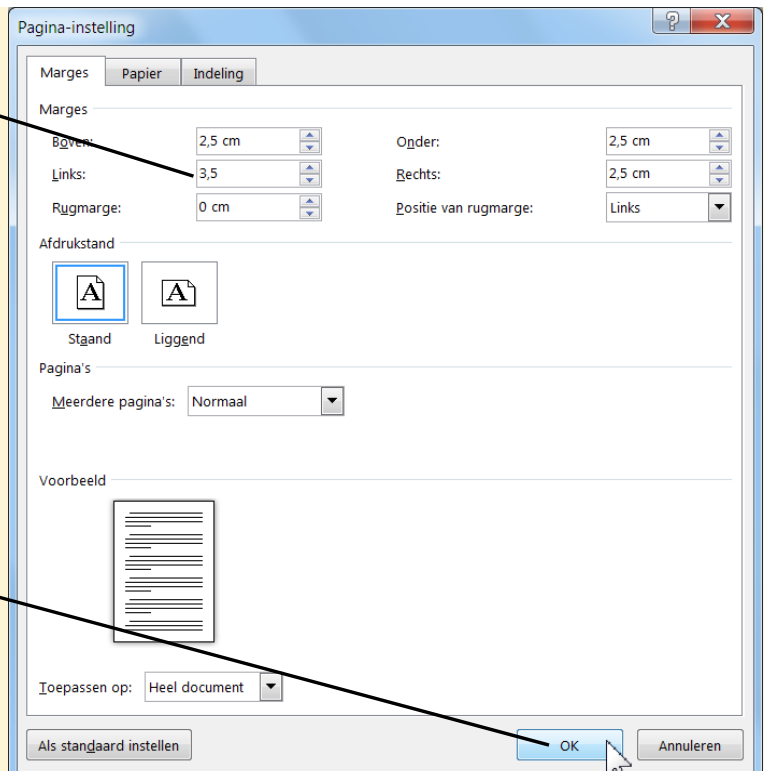 Pagina-instelling
Marges Papier Indeling
Marges
Boven: 2,5 cm Onder: 2,5 cm
Links: 3,5 Rechts: 2,5 cm
Rugmarge: 0 cm Positie van rugmarge: Links
Afdrukstand
A A
Staand Liggend
Pagina's
Meerdere pagina's: Normaal
Voorbeeld
Toepassen op: Heel document
Als standaard instellen OK Annuleren